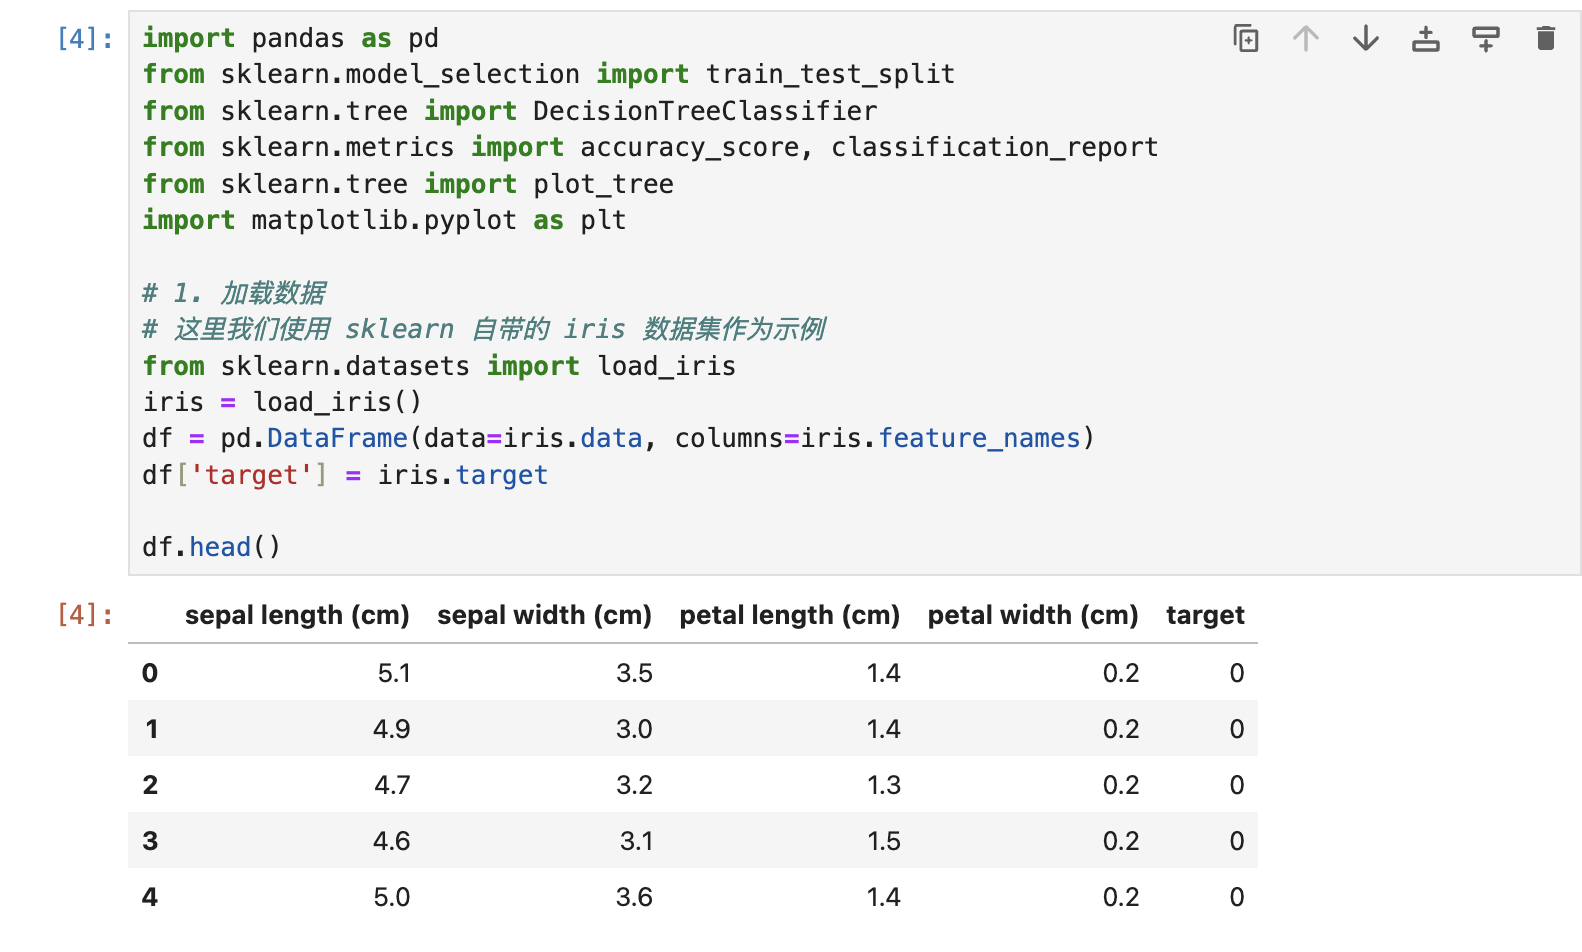 [4]:
import pandas as pd
from sklearn.model_selection import train_test_split
from sklearn.tree import DecisionTreeClassifier
from sklearn.metrics import accuracy_score, classification_report
from sklearn.tree import plot_tree
import matplotlib.pyplot as plt
# 1. 加载数据
# 这里我们使用 sklearn 自带的 iris 数据集作为示例
from sklearn.datasets import load_iris
iris = load_iris()
df = pd.DataFrame(data=iris.data, columns=iris.feature_names)
df['target'] = iris.target
df.head()
[4]:
sepal length (cm) sepal width (cm) petal length (cm) petal width (cm) target
0 5.1 3.5 1.4 0.2 0
1 4.9 3.0 1.4 0.2 0
2 4.7 3.2 1.3 0.2 0
3 4.6 3.1 1.5 0.2 0
4 5.0 3.6 1.4 0.2 0